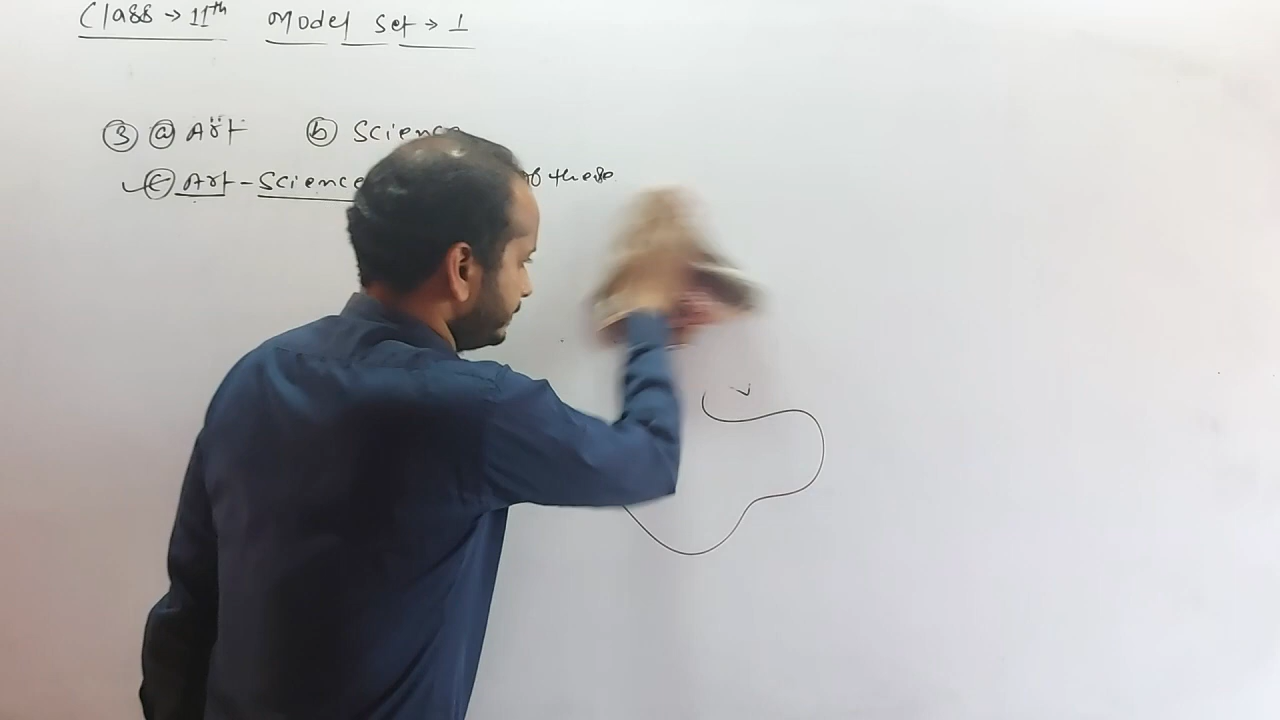 Class → 11th Model Set → 1
③ ⓐ Art ⓑ Science
✓ⓒ Art - Science of these